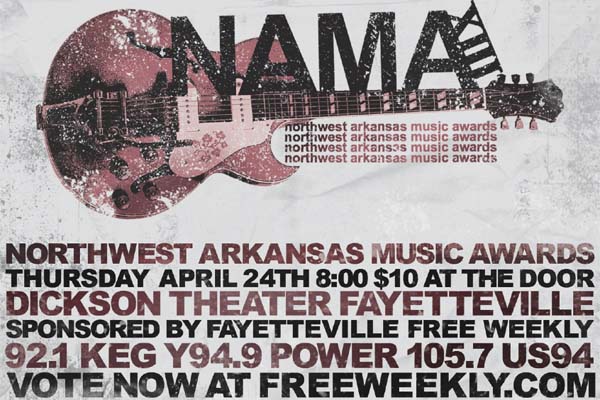 NAMA XIII
northwest arkansas music awards
northwest arkansas music awards
northwest arkansas music awards
northwest arkansas music awards
NORTHWEST ARKANSAS MUSIC AWARDS
THURSDAY APRIL 24TH 8:00 $10 AT THE DOOR
DICKSON THEATER FAYETTEVILLE
SPONSORED BY FAYETTEVILLE FREE WEEKLY
92.1 KEG Y94.9 POWER 105.7 US94
VOTE NOW AT FREEWEEKLY.COM